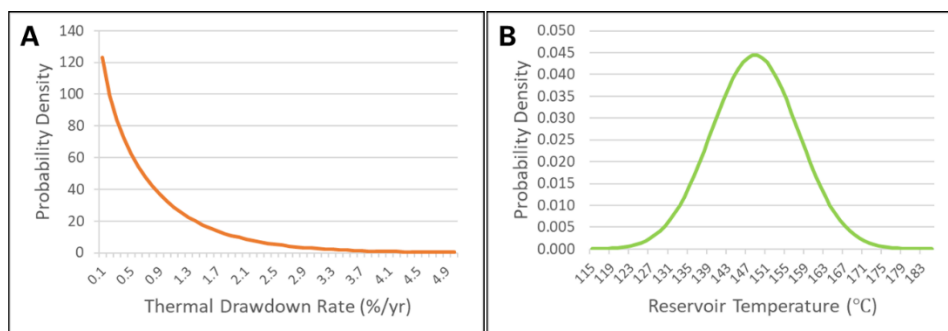 A
Probability Density
140
120
100
80
60
40
20
0
0.1 0.5 0.9 1.3 1.7 2.1 2.5 2.9 3.3 3.7 4.1 4.5 4.9
Thermal Drawdown Rate (%/yr)
B
Probability Density
0.050
0.045
0.040
0.035
0.030
0.025
0.020
0.015
0.010
0.005
0.000
115 119 123 127 131 135 139 143 147 151 155 159 163 167 171 175 179 183
Reservoir Temperature (°C)